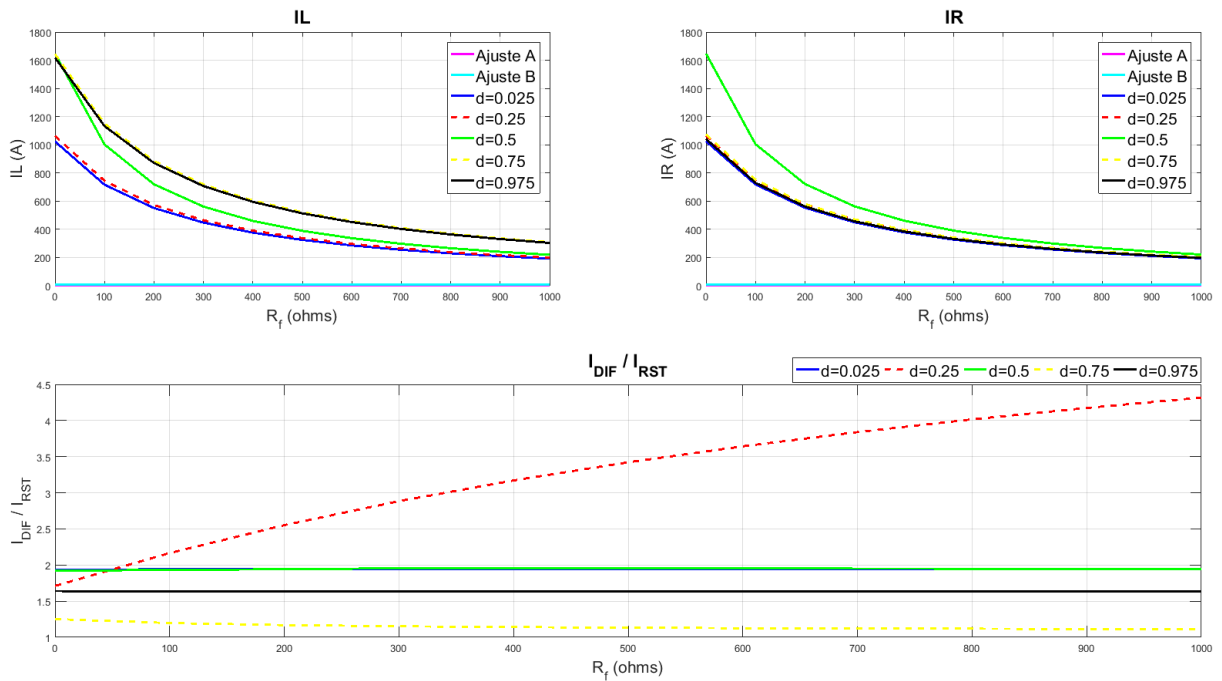 IL
IL (A)
1800
1600
1400
1200
1000
800
600
400
200
0
0 100 200 300 400 500 600 700 800 900 1000
R_f (ohms)
Ajuste A
Ajuste B
d=0.025
d=0.25
d=0.5
d=0.75
d=0.975
IR
IR (A)
1800
1600
1400
1200
1000
800
600
400
200
0
0 100 200 300 400 500 600 700 800 900 1000
R_f (ohms)
Ajuste A
Ajuste B
d=0.025
d=0.25
d=0.5
d=0.75
d=0.975
I_DIF / I_RST
d=0.025 d=0.25 d=0.5 d=0.75 d=0.975
I_DIF / I_RST
4.5
4
3.5
3
2.5
2
1.5
1
0 100 200 300 400 500 600 700 800 900 1000
R_f (ohms)